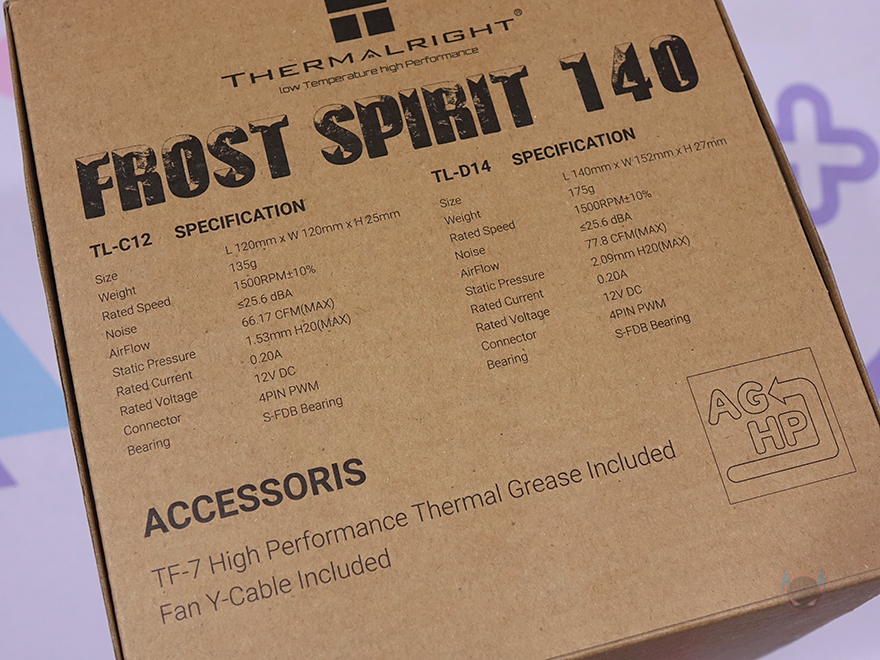 THERMALRIGHT®
low Temperature high Performance
FROST SPIRIT 140
TL-C12 SPECIFICATION
Size L 120mm x W 120mm x H 25mm
Weight 135g
Rated Speed 1500RPM±10%
Noise ≤25.6 dBA
AirFlow 66.17 CFM(MAX)
Static Pressure 1.53mm H20(MAX)
Rated Current 0.20A
Rated Voltage 12V DC
Connector 4PIN PWM
Bearing S-FDB Bearing
TL-D14 SPECIFICATION
Size L 140mm x W 152mm x H 27mm
Weight 175g
Rated Speed 1500RPM±10%
Noise ≤25.6 dBA
AirFlow 77.8 CFM(MAX)
Static Pressure 2.09mm H20(MAX)
Rated Current 0.20A
Rated Voltage 12V DC
Connector 4PIN PWM
Bearing S-FDB Bearing
AG
HP
ACCESSORIS
TF-7 High Performance Thermal Grease Included
Fan Y-Cable Included